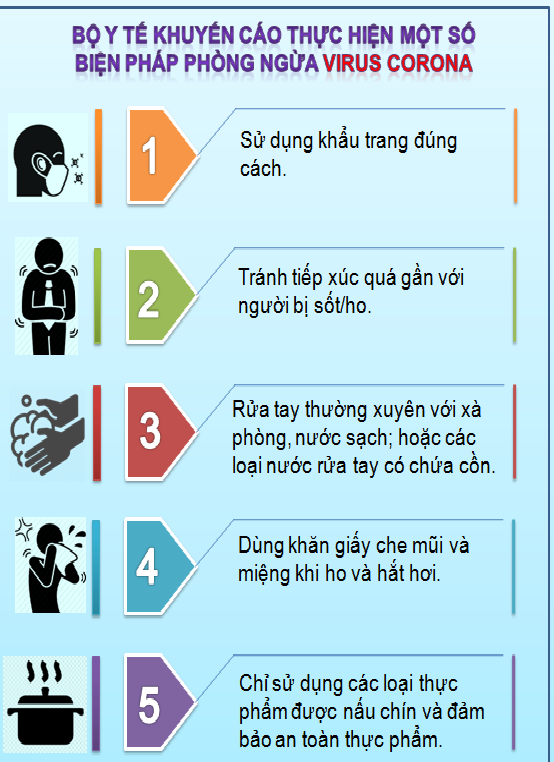 BỘ Y TẾ KHUYẾN CÁO THỰC HIỆN MỘT SỐ
BIỆN PHÁP PHÒNG NGỪA VIRUS CORONA
1
Sử dụng khẩu trang đúng
cách.
2
Tránh tiếp xúc quá gần với
người bị sốt/ho.
3
Rửa tay thường xuyên với xà
phòng, nước sạch; hoặc các
loại nước rửa tay có chứa cồn.
4
Dùng khăn giấy che mũi và
miệng khi ho và hắt hơi.
5
Chỉ sử dụng các loại thực
phẩm được nấu chín và đảm
bảo an toàn thực phẩm.